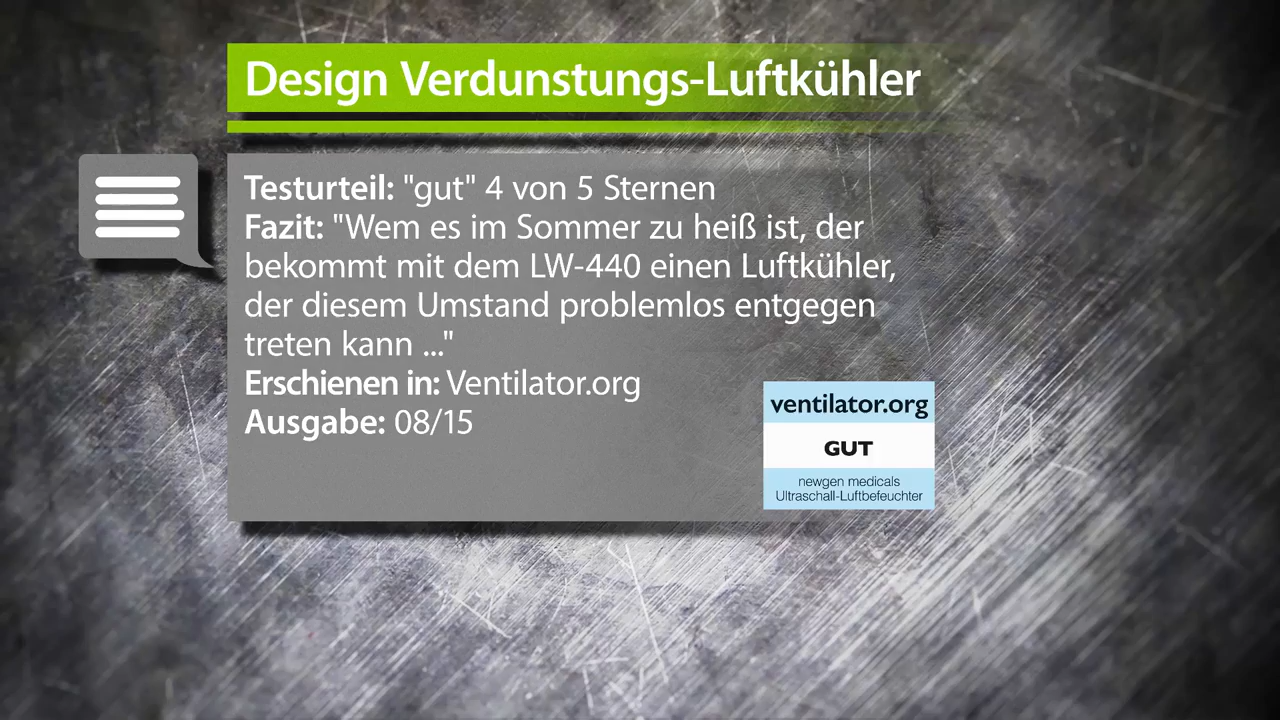 Design Verdunstungs-Luftkühler
Testurteil: "gut" 4 von 5 Sternen
Fazit: "Wem es im Sommer zu heiß ist, der
bekommt mit dem LW-440 einen Luftkühler,
der diesem Umstand problemlos entgegen
treten kann ..."
Erschienen in: Ventilator.org
Ausgabe: 08/15
ventilator.org
GUT
newgen medicals
Ultraschall-Luftbefeuchter